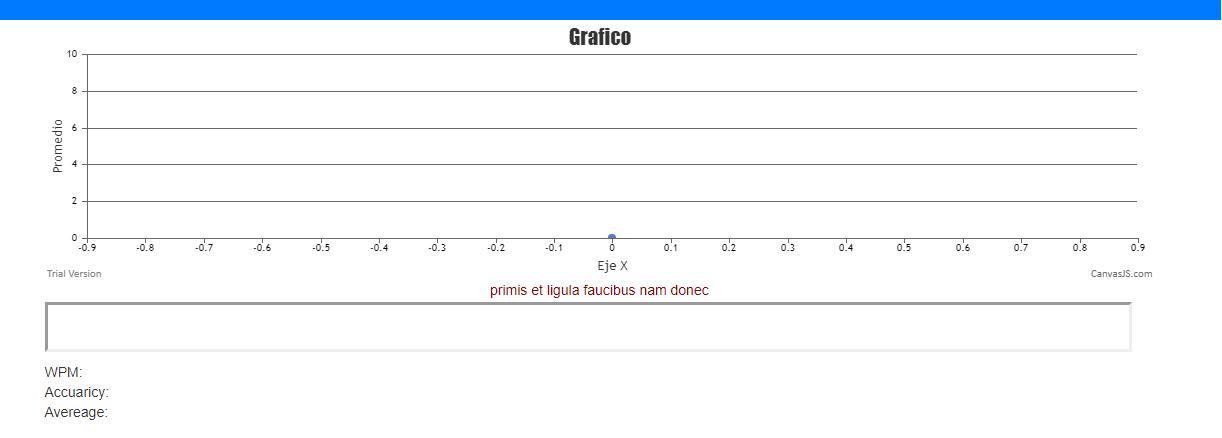 Grafico
10
8
6
4
2
0
Promedio
-0.9 -0.8 -0.7 -0.6 -0.5 -0.4 -0.3 -0.2 -0.1 0 0.1 0.2 0.3 0.4 0.5 0.6 0.7 0.8 0.9
Eje X
Trial Version CanvasJS.com
primis et ligula faucibus nam donec
WPM:
Accuaricy:
Avereage: